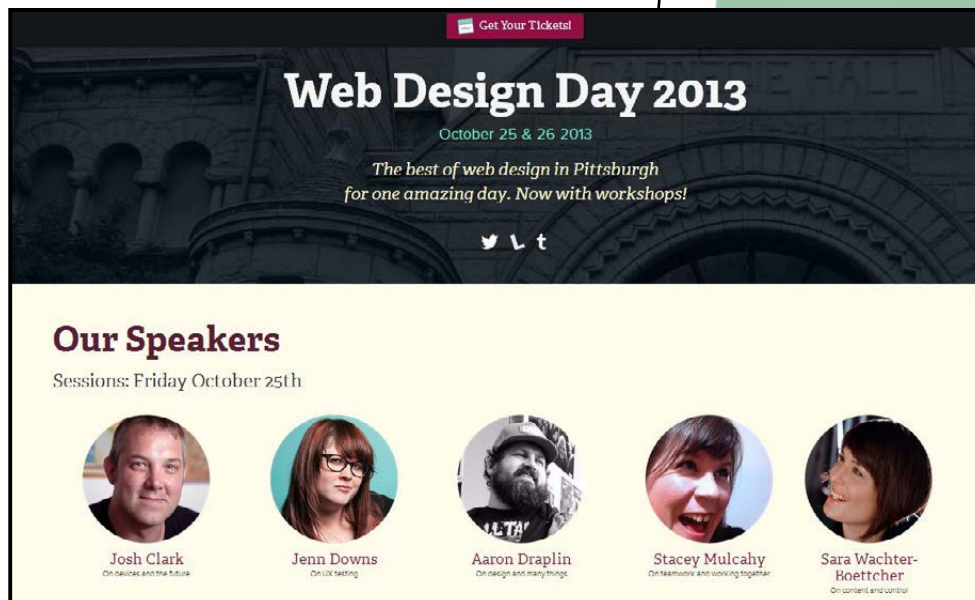 Get Your Tickets!
CARNEGIE HALL
Web Design Day 2013
October 25 & 26 2013
The best of web design in Pittsburgh
for one amazing day. Now with workshops!
Our Speakers
Sessions: Friday October 25th
Josh Clark
On devices and the future
Jenn Downs
On UX testing
Aaron Draplin
On design and many things
Stacey Mulcahy
On teamwork and working together
Sara Wachter-
Boettcher
On content and control